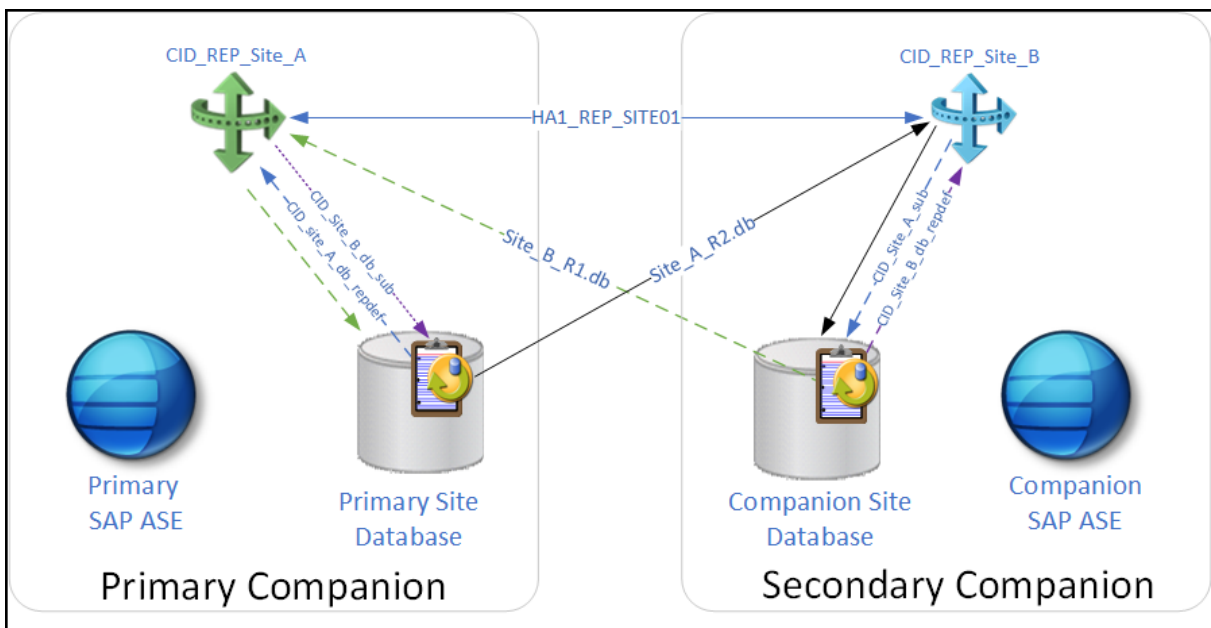 CID_REP_Site_A
CID_REP_Site_B
HA1_REP_SITE01
CID_Site_B_db_sub
CID_site_A_db_repdef
Site_B_R1.db
Site_A_R2.db
CID_Site_A_sub
CID_Site_B_db_repdef
Primary
SAP ASE
Primary Site
Database
Companion Site
Database
Companion
SAP ASE
Primary Companion
Secondary Companion